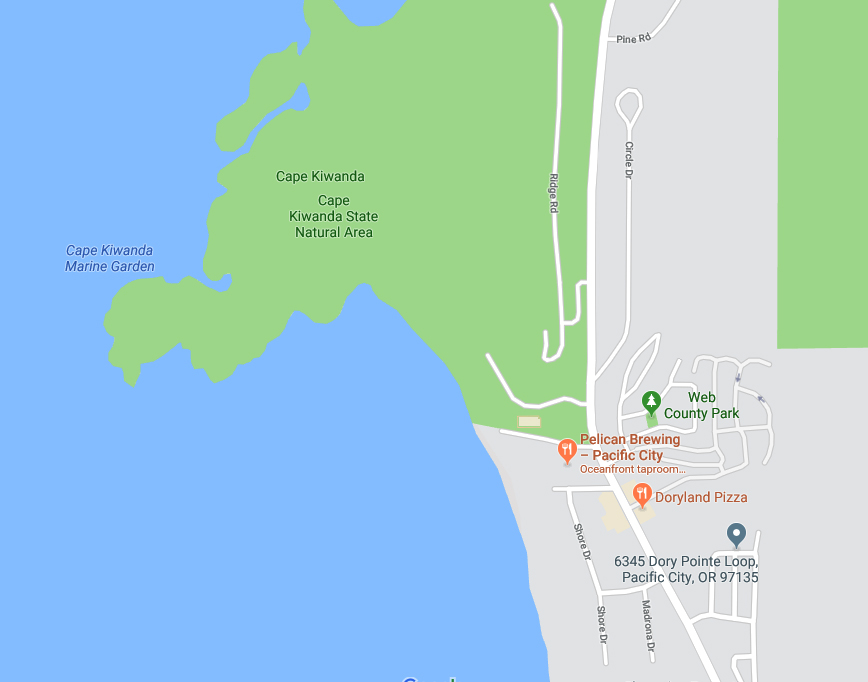 Pine Rd
Circle Dr
Cape Kiwanda
Ridge Rd
Cape
Kiwanda State
Natural Area
Cape Kiwanda
Marine Garden
Web
County Park
Pelican Brewing
– Pacific City
Oceanfront taproom...
Doryland Pizza
Shore Dr
6345 Dory Pointe Loop,
Pacific City, OR 97135
Shore Dr
Madrona Dr